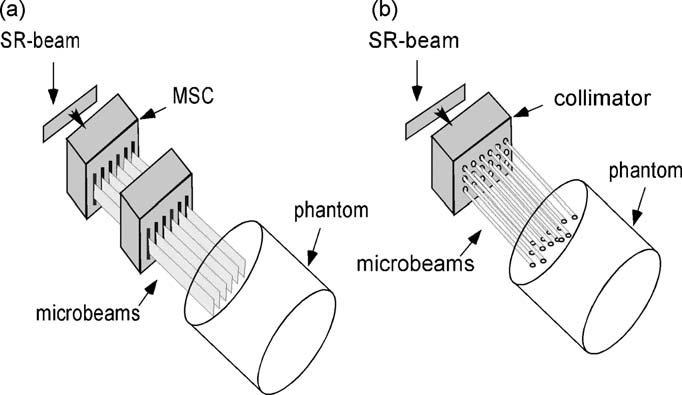 (a)
SR-beam
MSC
phantom
microbeams
(b)
SR-beam
collimator
phantom
microbeams